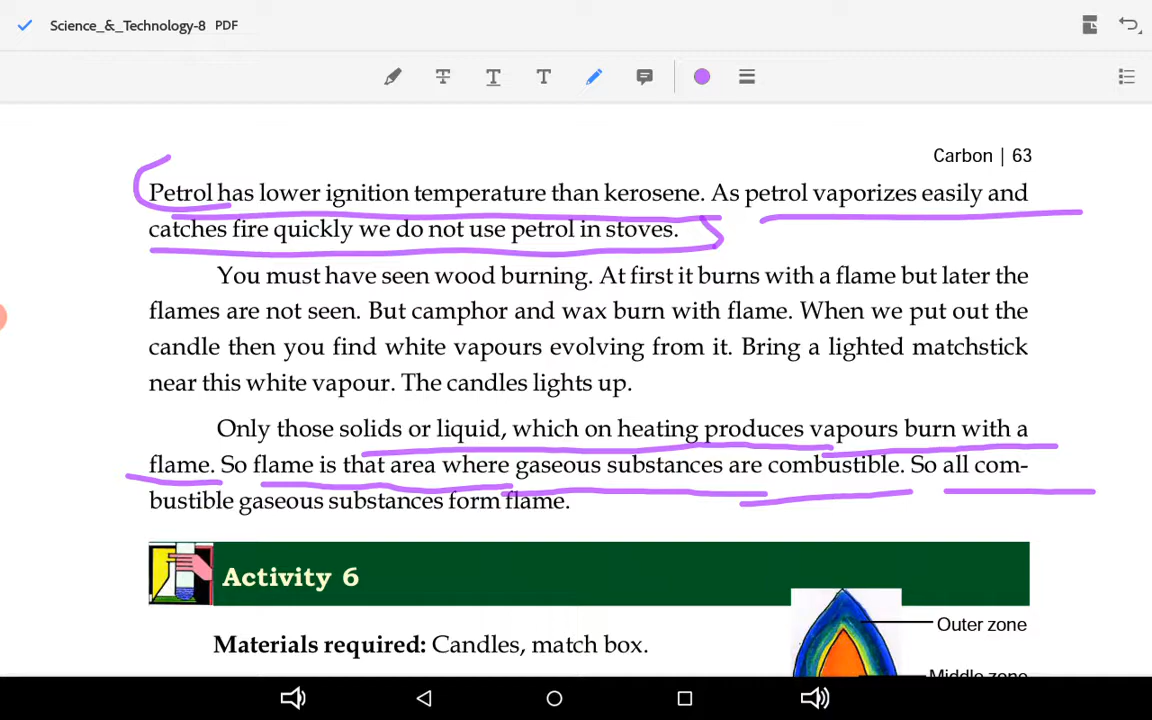 Science_&_Technology-8 PDF
T T T
Carbon | 63
Petrol has lower ignition temperature than kerosene. As petrol vaporizes easily and
catches fire quickly we do not use petrol in stoves.
You must have seen wood burning. At first it burns with a flame but later the
flames are not seen. But camphor and wax burn with flame. When we put out the
candle then you find white vapours evolving from it. Bring a lighted matchstick
near this white vapour. The candles lights up.
Only those solids or liquid, which on heating produces vapours burn with a
flame. So flame is that area where gaseous substances are combustible. So all com-
bustible gaseous substances form flame.
Activity 6
Outer zone
Materials required: Candles, match box.
Middle zone